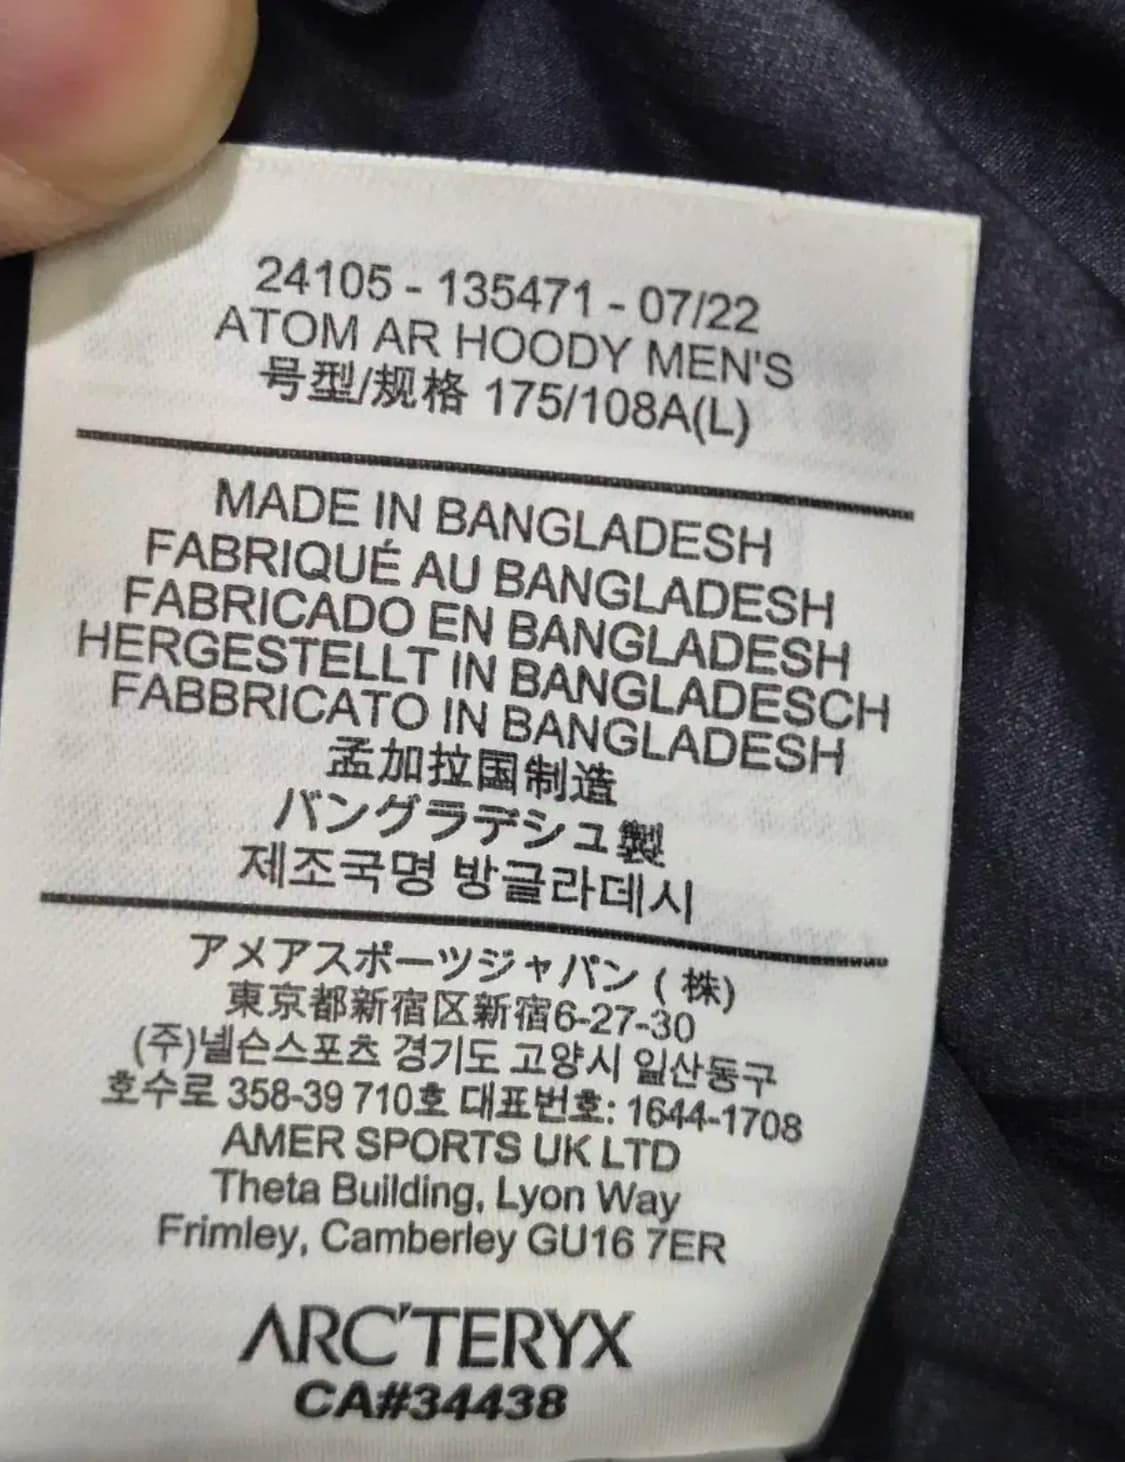 24105 - 135471 - 07/22
ATOM AR HOODY MEN'S
号型/规格 175/108A(L)
MADE IN BANGLADESH
FABRIQUÉ AU BANGLADESH
FABRICADO EN BANGLADESH
HERGESTELLT IN BANGLADESCH
FABBRICATO IN BANGLADESH
孟加拉国制造
バングラデシュ製
제조국명 방글라데시
アメアスポーツジャパン (株)
東京都新宿区新宿6-27-30
(주)넬슨스포츠 경기도 고양시 일산동구
호수로 358-39 710호 대표번호: 1644-1708
AMER SPORTS UK LTD
Theta Building, Lyon Way
Frimley, Camberley GU16 7ER
ARC'TERYX
CA#34438